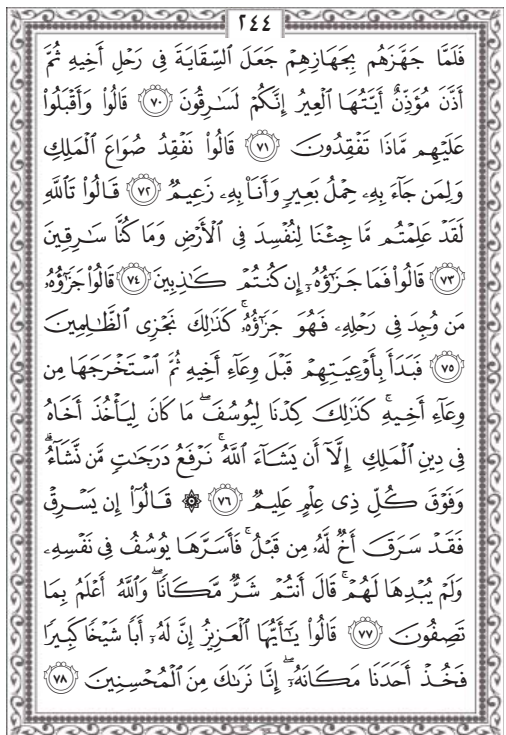 ٢٤٤
فَلَمَّا جَهَّزَهُم بِجَهَازِهِمۡ جَعَلَ ٱلسِّقَايَةَ فِي رَحۡلِ أَخِيهِ ثُمَّ
أَذَّنَ مُؤَذِّنٌ أَيَّتُهَا ٱلۡعِيرُ إِنَّكُمۡ لَسَٰرِقُونَ ٧٠ قَالُواْ وَأَقۡبَلُواْ
عَلَيۡهِم مَّاذَا تَفۡقِدُونَ ٧١ قَالُواْ نَفۡقِدُ صُوَاعَ ٱلۡمَلِكِ
وَلِمَن جَآءَ بِهِۦ حِمۡلُ بَعِيرٖ وَأَنَا۠ بِهِۦ زَعِيمٞ ٧٢ قَالُواْ تَٱللَّهِ
لَقَدۡ عَلِمۡتُم مَّا جِئۡنَا لِنُفۡسِدَ فِي ٱلۡأَرۡضِ وَمَا كُنَّا سَٰرِقِينَ
٧٣ قَالُواْ فَمَا جَزَٰٓؤُهُۥٓ إِن كُنتُمۡ كَٰذِبِينَ ٧٤ قَالُواْ جَزَٰٓؤُهُۥ
مَن وُجِدَ فِي رَحۡلِهِۦ فَهُوَ جَزَٰٓؤُهُۥۚ كَذَٰلِكَ نَجۡزِي ٱلظَّٰلِمِينَ
٧٥ فَبَدَأَ بِأَوۡعِيَتِهِمۡ قَبۡلَ وِعَآءِ أَخِيهِ ثُمَّ ٱسۡتَخۡرَجَهَا مِن
وِعَآءِ أَخِيهِۚ كَذَٰلِكَ كِدۡنَا لِيُوسُفَۖ مَا كَانَ لِيَأۡخُذَ أَخَاهُ
فِي دِينِ ٱلۡمَلِكِ إِلَّآ أَن يَشَآءَ ٱللَّهُۚ نَرۡفَعُ دَرَجَٰتٖ مَّن نَّشَآءُۗ
وَفَوۡقَ كُلِّ ذِي عِلۡمٍ عَلِيمٞ ٧٦ ۞ قَالُوٓاْ إِن يَسۡرِقۡ
فَقَدۡ سَرَقَ أَخٞ لَّهُۥ مِن قَبۡلُۚ فَأَسَرَّهَا يُوسُفُ فِي نَفۡسِهِۦ
وَلَمۡ يُبۡدِهَا لَهُمۡۚ قَالَ أَنتُمۡ شَرّٞ مَّكَانٗاۖ وَٱللَّهُ أَعۡلَمُ بِمَا
تَصِفُونَ ٧٧ قَالُواْ يَٰٓأَيُّهَا ٱلۡعَزِيزُ إِنَّ لَهُۥٓ أَبٗا شَيۡخٗا كَبِيرٗا
فَخُذۡ أَحَدَنَا مَكَانَهُۥٓۖ إِنَّا نَرَىٰكَ مِنَ ٱلۡمُحۡسِنِينَ ٧٨